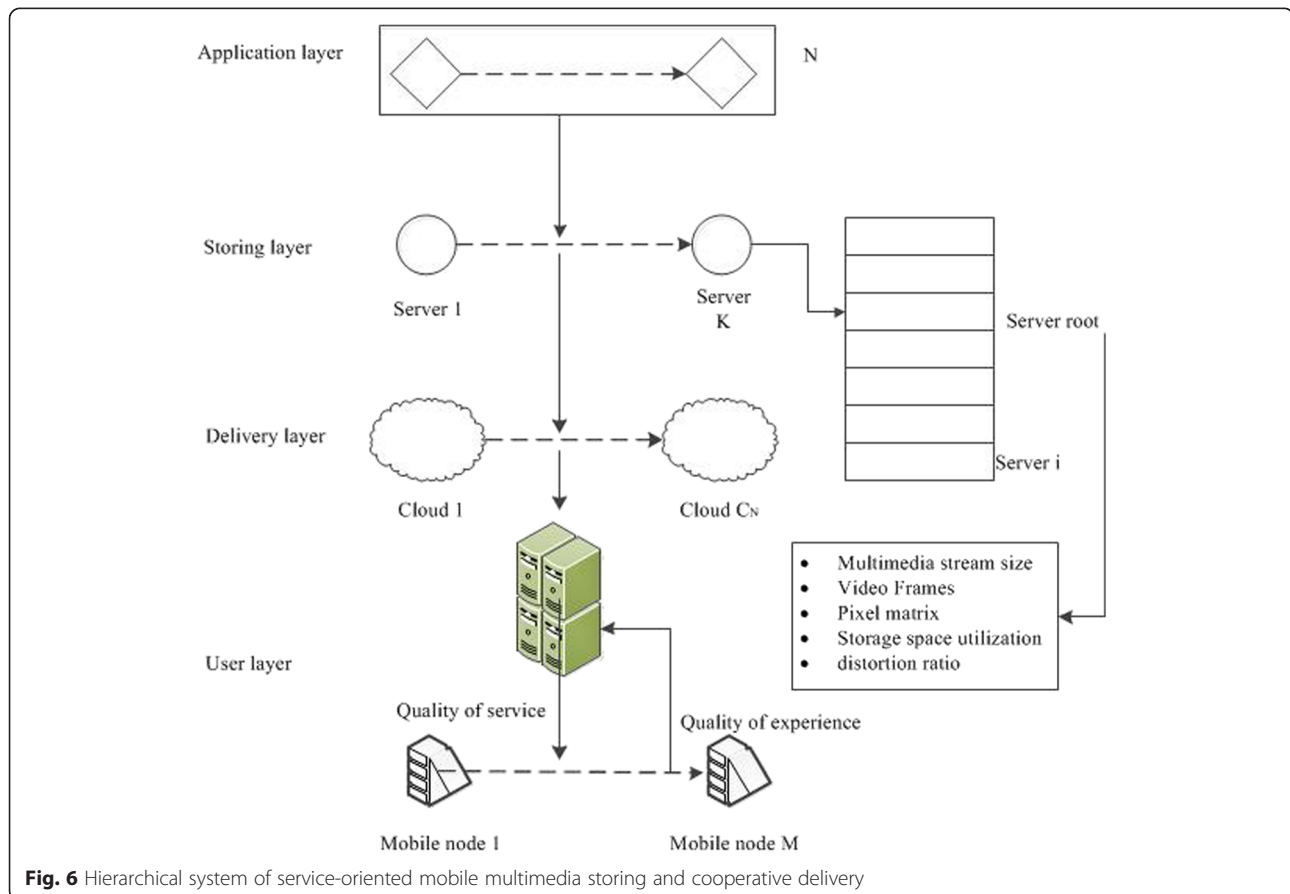 Application layer
N
Storing layer
Server 1
Server
K
Server root
Server i
Delivery layer
Cloud 1
Cloud CN
• Multimedia stream size
• Video Frames
• Pixel matrix
• Storage space utilization
• distortion ratio
User layer
Quality of service
Quality of experience
Mobile node 1
Mobile node M
Fig. 6 Hierarchical system of service-oriented mobile multimedia storing and cooperative delivery